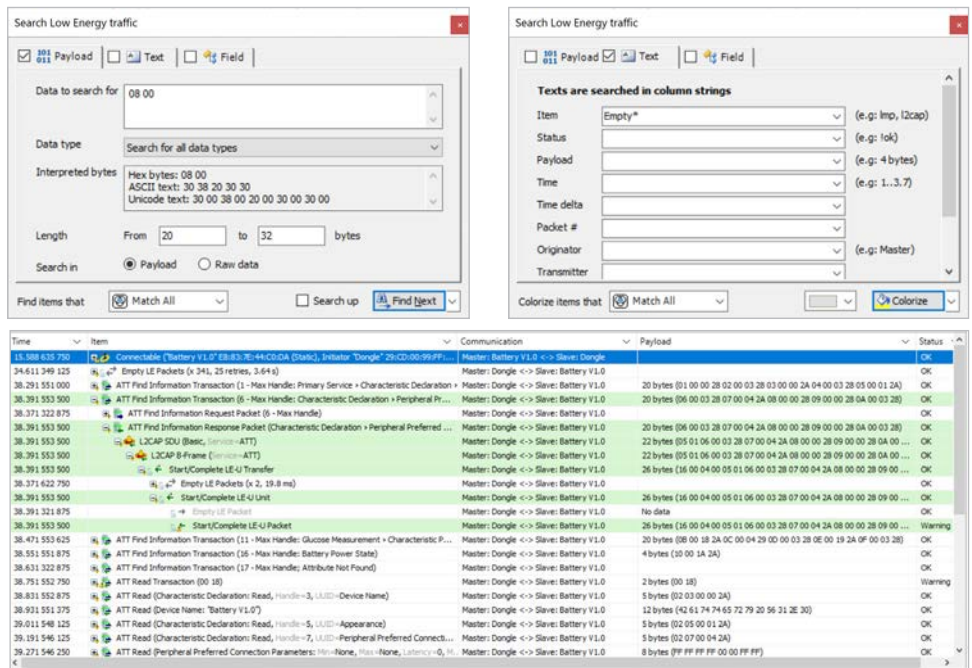 Search Low Energy traffic
Payload
Text
Field
Data to search for
08 00
Data type
Search for all data types
Interpreted bytes
Hex bytes: 08 00
ASCII text: 30 38 20 30 30
Unicode text: 30 00 38 00 20 00 30 00 30 00
Length From 20 to 32 bytes
Search in Payload Raw data
Find items that Match All Search up Find Next
Search Low Energy traffic
Payload
Text
Field
Texts are searched in column strings
Item Empty* (e.g: lmp, l2cap)
Status (e.g: !ok)
Payload (e.g: 4 bytes)
Time (e.g: 1..3.7)
Time delta
Packet #
Originator (e.g: Master)
Transmitter
Colorize items that Match All Colorize
Time Item Communication Payload Status
15.588 635 750 Connectable ("Battery V1.0" EB:83:7E:44:C0:DA (Static), Initiator "Dongle" 29:CD:00:99:FF:... Master: Battery V1.0 <-> Slave: Dongle OK
34.611 349 125 Empty LE Packets (x 341, 25 retries, 3.64 s) Master: Dongle <-> Slave: Battery V1.0 OK
38.291 551 000 ATT Find Information Transaction (1 - Max Handle: Primary Service › Characteristic Declaration › Master: Dongle <-> Slave: Battery V1.0 20 bytes (01 00 00 28 02 00 03 28 03 00 00 2A 04 00 03 28 05 00 01 2A) OK
38.391 553 500 ATT Find Information Transaction (6 - Max Handle: Characteristic Declaration › Peripheral Pr... Master: Dongle <-> Slave: Battery V1.0 20 bytes (06 00 03 28 07 00 04 2A 08 00 00 28 09 00 00 28 0A 00 03 28) OK
38.371 322 875 ATT Find Information Request Packet (6 - Max Handle) Master: Dongle <-> Slave: Battery V1.0 OK
38.391 553 500 ATT Find Information Response Packet (Characteristic Declaration › Peripheral Preferred ... Master: Dongle <-> Slave: Battery V1.0 20 bytes (06 00 03 28 07 00 04 2A 08 00 00 28 09 00 00 28 0A 00 03 28) OK
38.391 553 500 L2CAP SDU (Basic, Service=ATT) Master: Dongle <-> Slave: Battery V1.0 22 bytes (05 01 06 00 03 28 07 00 04 2A 08 00 00 28 09 00 00 28 0A 00 ... OK
38.391 553 500 L2CAP B-Frame (Service=ATT) Master: Dongle <-> Slave: Battery V1.0 22 bytes (05 01 06 00 03 28 07 00 04 2A 08 00 00 28 09 00 00 28 0A 00 ... OK
38.391 553 500 Start/Complete LE-U Transfer Master: Dongle <-> Slave: Battery V1.0 26 bytes (16 00 04 00 05 01 06 00 03 28 07 00 04 2A 08 00 00 28 09 00 ... OK
38.371 622 750 Empty LE Packets (x 2, 19.8 ms) Master: Dongle <-> Slave: Battery V1.0 OK
38.391 553 500 Start/Complete LE-U Unit Master: Dongle <-> Slave: Battery V1.0 26 bytes (16 00 04 00 05 01 06 00 03 28 07 00 04 2A 08 00 00 28 09 00 ... OK
38.391 321 875 Empty LE Packet Master: Dongle <-> Slave: Battery V1.0 No data OK
38.391 553 500 Start/Complete LE-U Packet Master: Dongle <-> Slave: Battery V1.0 26 bytes (16 00 04 00 05 01 06 00 03 28 07 00 04 2A 08 00 00 28 09 00 ... Warning
38.471 553 625 ATT Find Information Transaction (11 - Max Handle: Glucose Measurement › Characteristic P... Master: Dongle <-> Slave: Battery V1.0 20 bytes (0B 00 18 2A 0C 00 04 29 0D 00 03 28 0E 00 19 2A 0F 00 03 28) OK
38.551 551 875 ATT Find Information Transaction (16 - Max Handle: Battery Power State) Master: Dongle <-> Slave: Battery V1.0 4 bytes (10 00 1A 2A) OK
38.631 322 875 ATT Find Information Transaction (17 - Max Handle; Attribute Not Found) Master: Dongle <-> Slave: Battery V1.0 OK
38.751 552 750 ATT Read Transaction (00 18) Master: Dongle <-> Slave: Battery V1.0 2 bytes (00 18) Warning
38.831 552 875 ATT Read (Characteristic Declaration: Read, Handle=3, UUID=Device Name) Master: Dongle <-> Slave: Battery V1.0 5 bytes (02 03 00 00 2A) OK
38.931 551 375 ATT Read (Device Name: "Battery V1.0") Master: Dongle <-> Slave: Battery V1.0 12 bytes (42 61 74 74 65 72 79 20 56 31 2E 30) OK
39.011 548 125 ATT Read (Characteristic Declaration: Read, Handle=5, UUID=Appearance) Master: Dongle <-> Slave: Battery V1.0 5 bytes (02 05 00 01 2A) OK
39.191 546 125 ATT Read (Characteristic Declaration: Read, Handle=7, UUID=Peripheral Preferred Connecti... Master: Dongle <-> Slave: Battery V1.0 5 bytes (02 07 00 04 2A) OK
39.271 546 250 ATT Read (Peripheral Preferred Connection Parameters: Min=None, Max=None, Latency=0, M... Master: Dongle <-> Slave: Battery V1.0 8 bytes (FF FF FF FF 00 00 FF FF) OK